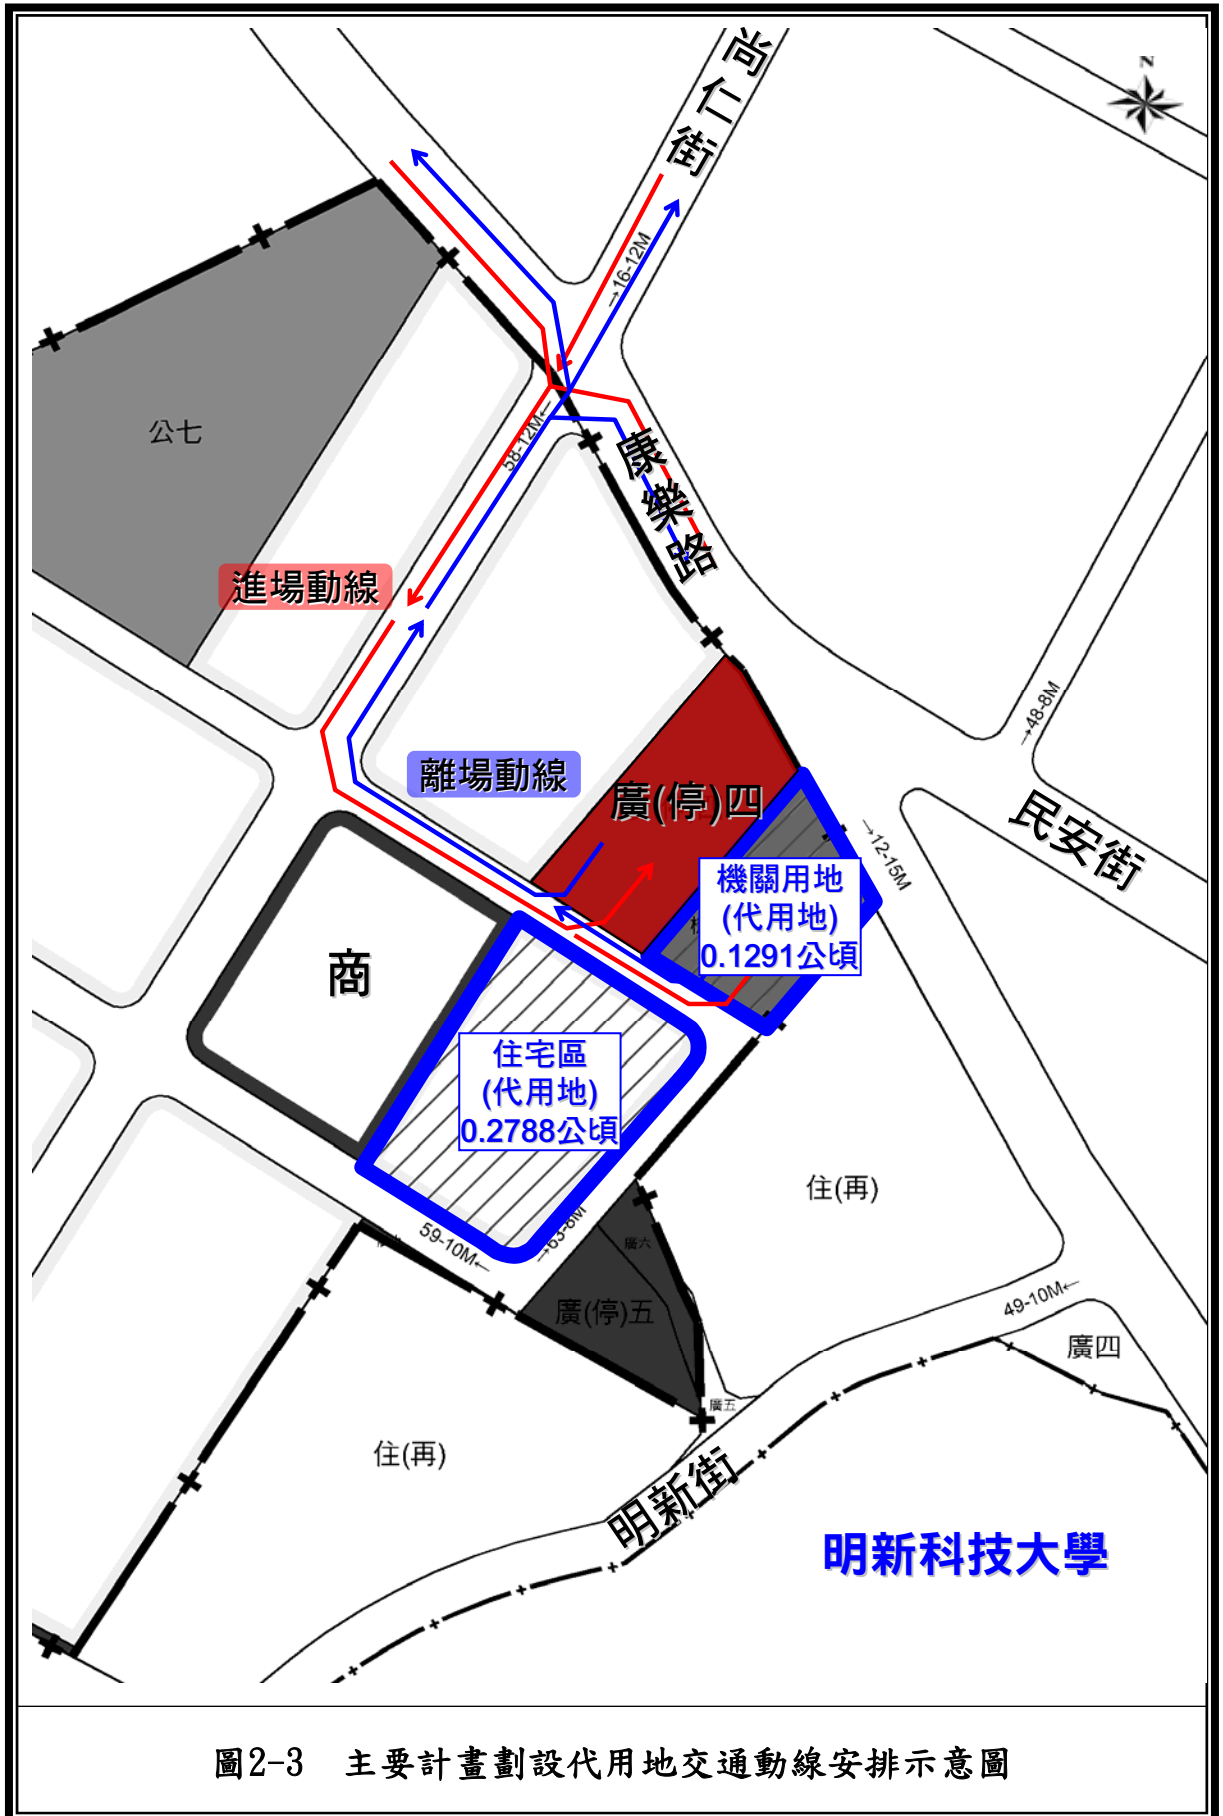 尚仁街
N
→16-12M
公七
58-12M←
康樂路
進場動線
→48-8M
離場動線
廣(停)四
民安街
→12-15M
機關用地
(代用地)
0.1291公頃
商
住宅區
(代用地)
0.2788公頃
住(再)
→63-8M
59-10M←
廣六
廣(停)五
49-10M←
廣四
廣五
住(再)
明新街
明新科技大學
圖2-3 主要計畫劃設代用地交通動線安排示意圖